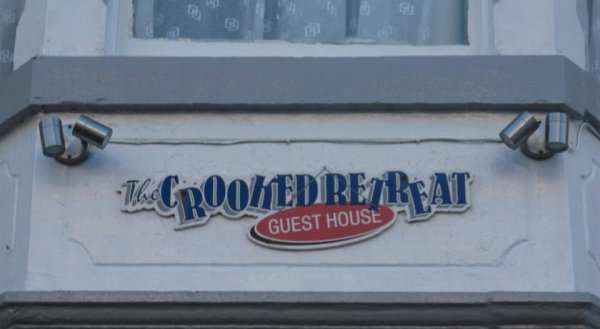 The CROOKED RETREAT
GUEST HOUSE